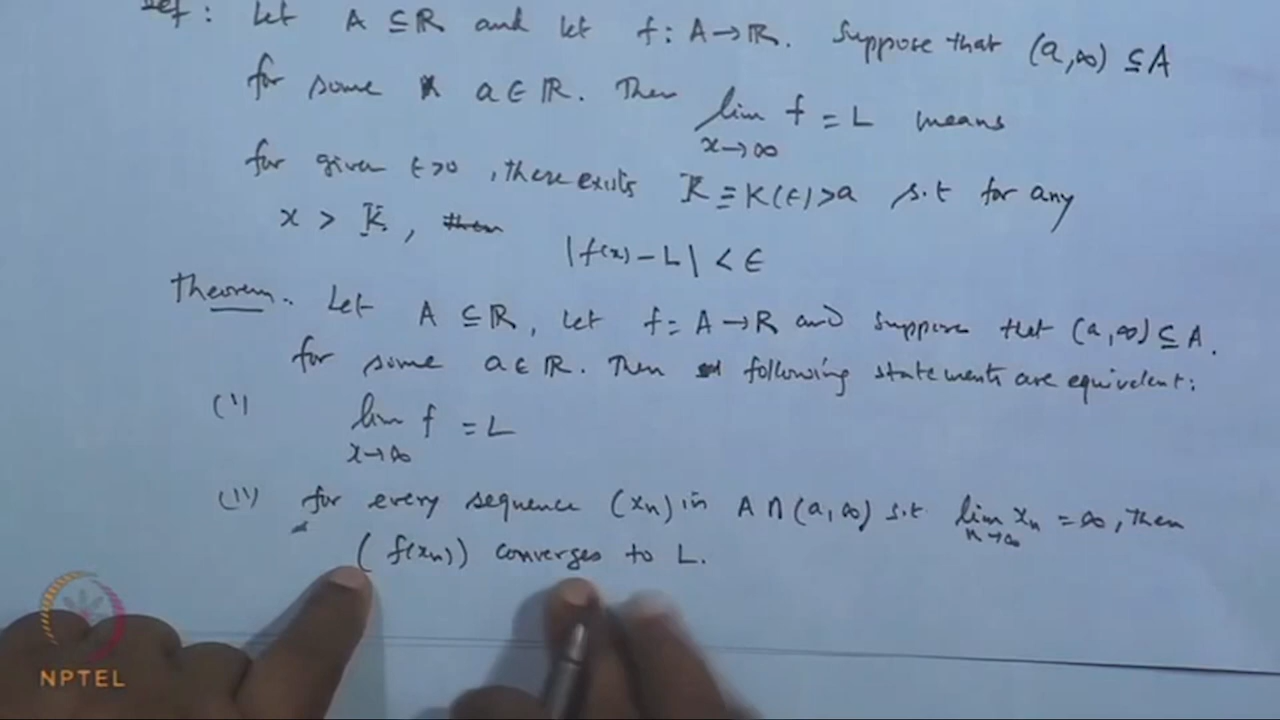 Def: Let A ⊆ ℝ and let f: A → ℝ. Suppose that (a,∞) ⊆ A
for some a ∈ ℝ. Then lim f = L means
x→∞
for given ϵ>0, there exists K ≡ K(ϵ)>a s.t for any
x > K,
|f(x) - L| < ϵ
Theorem. Let A ⊆ ℝ, Let f: A → R and suppose that (a,∞) ⊆ A.
for some a ∈ ℝ. Then following statements are equivalent:
(i) lim f = L
x→∞
(ii) for every sequence (xₙ) in A ∩ (a,∞) s.t lim xₙ = ∞, then
n→∞
(f(xₙ)) converges to L.
NPTEL